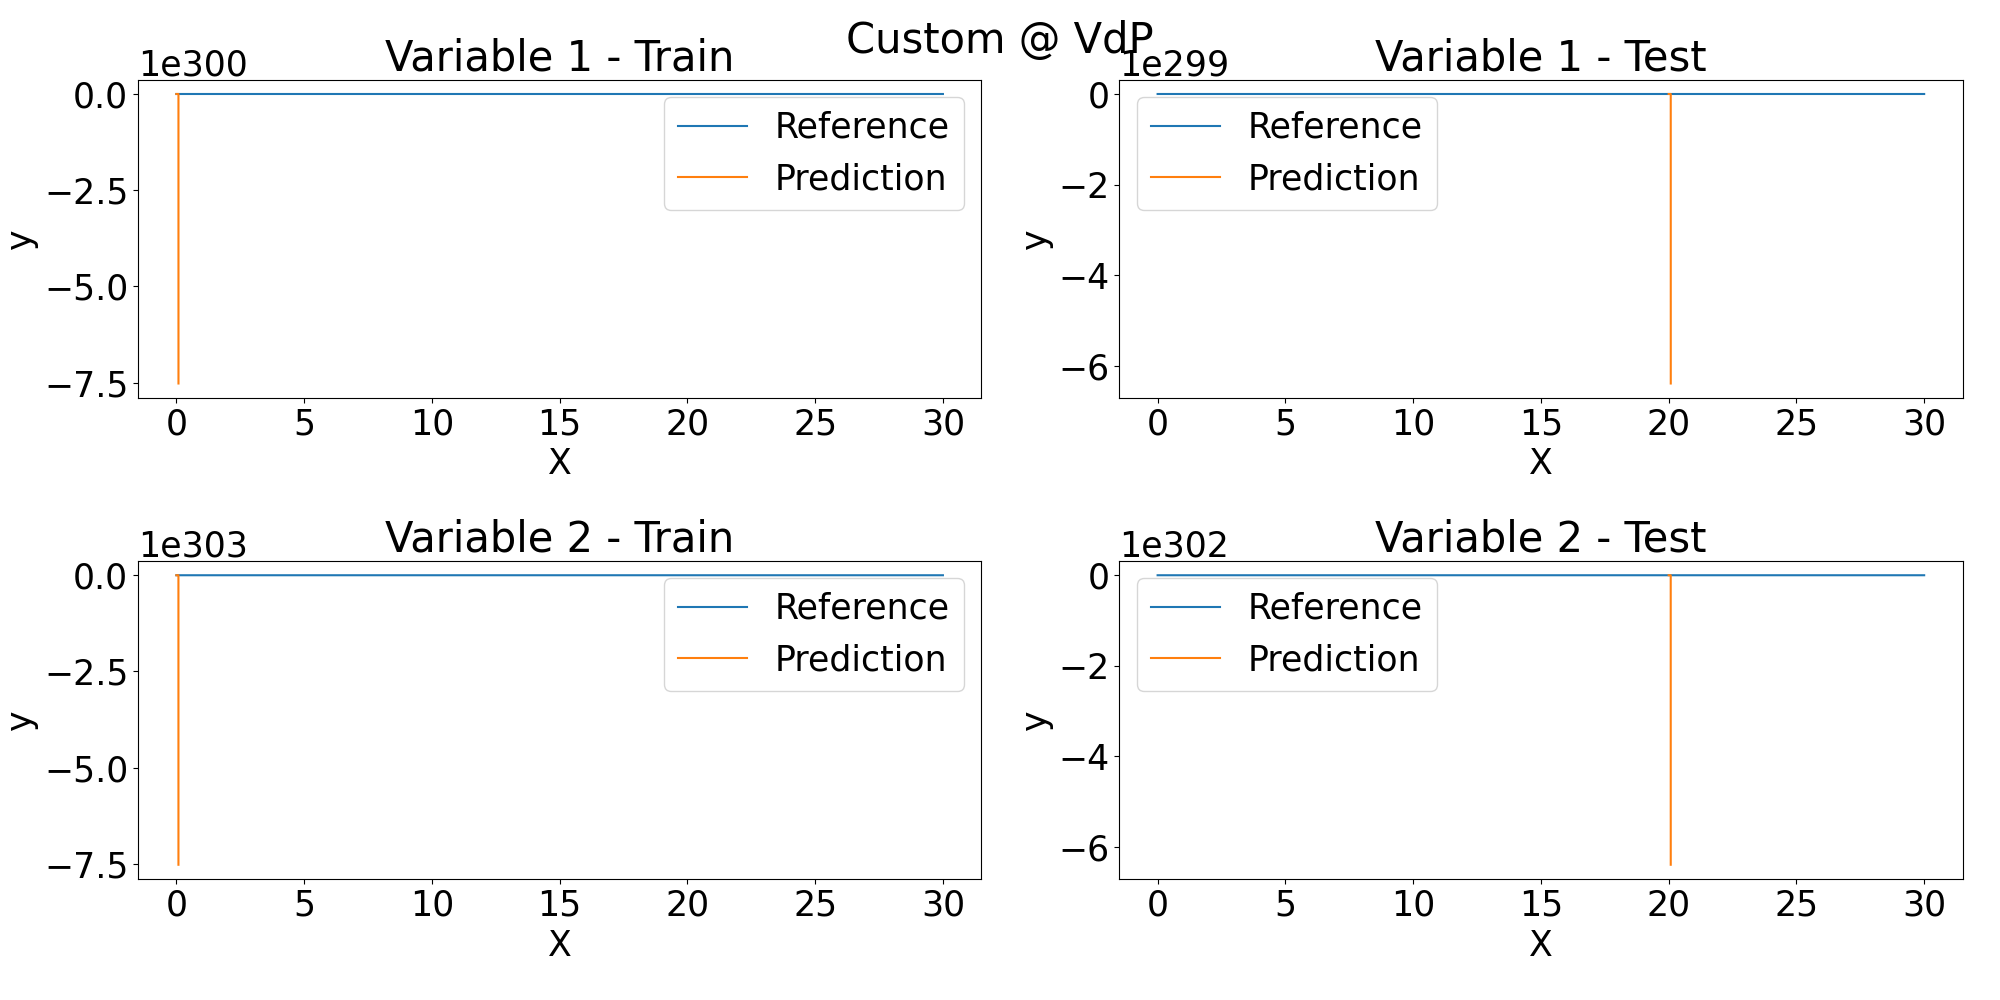 Custom @ VdP
Variable 1 - Train
1e300
0.0
−2.5
−5.0
−7.5
y
0 5 10 15 20 25 30
X
Reference
Prediction
Variable 1 - Test
1e299
0
−2
−4
−6
y
0 5 10 15 20 25 30
X
Reference
Prediction
Variable 2 - Train
1e303
0.0
−2.5
−5.0
−7.5
y
0 5 10 15 20 25 30
X
Reference
Prediction
Variable 2 - Test
1e302
0
−2
−4
−6
y
0 5 10 15 20 25 30
X
Reference
Prediction